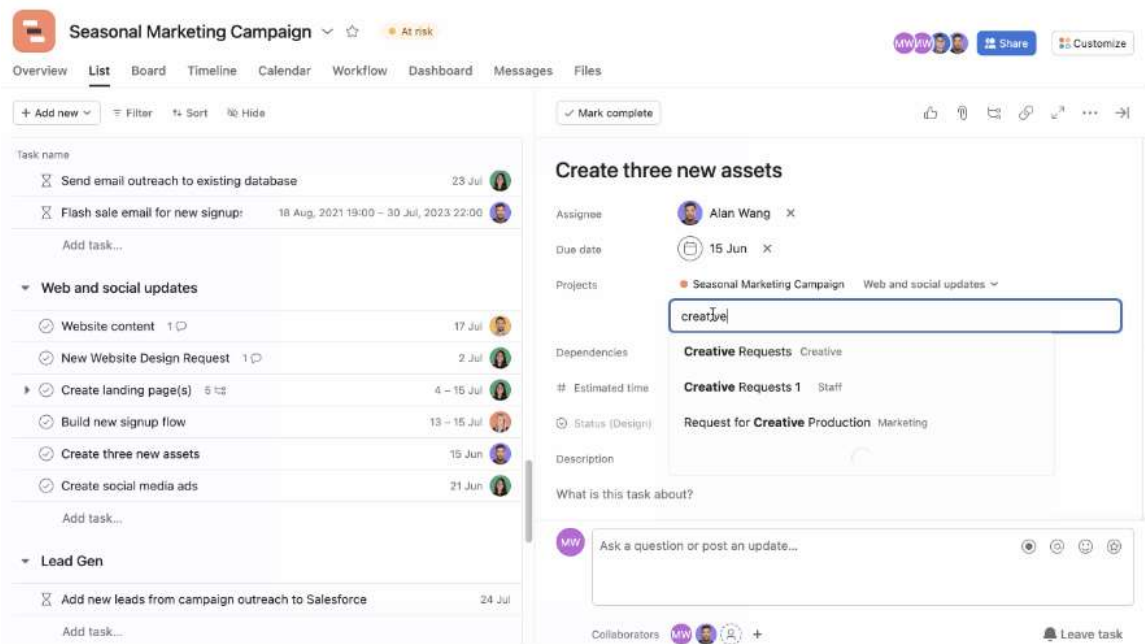 Seasonal Marketing Campaign
At risk
MW MW
Share
Customize
Overview List Board Timeline Calendar Workflow Dashboard Messages Files
+ Add new Filter Sort Hide
Mark complete
Task name
Send email outreach to existing database 23 Jul
Flash sale email for new signups 18 Aug, 2021 19:00 – 30 Jul, 2023 22:00
Add task...
Web and social updates
Website content 1 17 Jul
New Website Design Request 1 2 Jul
Create landing page(s) 5 4 – 15 Jul
Build new signup flow 13 – 15 Jul
Create three new assets 15 Jun
Create social media ads 21 Jun
Add task...
Lead Gen
Add new leads from campaign outreach to Salesforce 24 Jul
Add task...
Create three new assets
Assignee Alan Wang ×
Due date 15 Jun ×
Projects Seasonal Marketing Campaign Web and social updates
creative
Dependencies
Creative Requests Creative
# Estimated time
Creative Requests 1 Staff
Status (Design)
Request for Creative Production Marketing
Description
What is this task about?
MW
Ask a question or post an update...
Collaborators MW +
Leave task